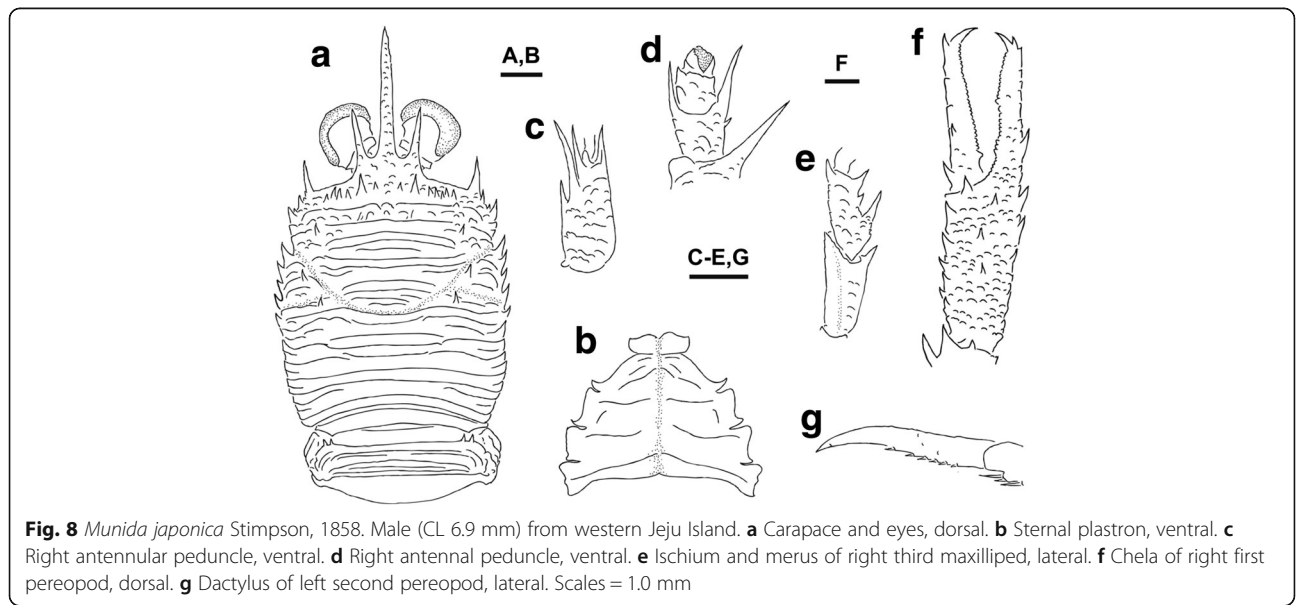 a
A,B
d
F
f
c
e
C-E,G
b
g
Fig. 8 Munida japonica Stimpson, 1858. Male (CL 6.9 mm) from western Jeju Island. a Carapace and eyes, dorsal. b Sternal plastron, ventral. c
Right antennular peduncle, ventral. d Right antennal peduncle, ventral. e Ischium and merus of right third maxilliped, lateral. f Chela of right first
pereopod, dorsal. g Dactylus of left second pereopod, lateral. Scales = 1.0 mm